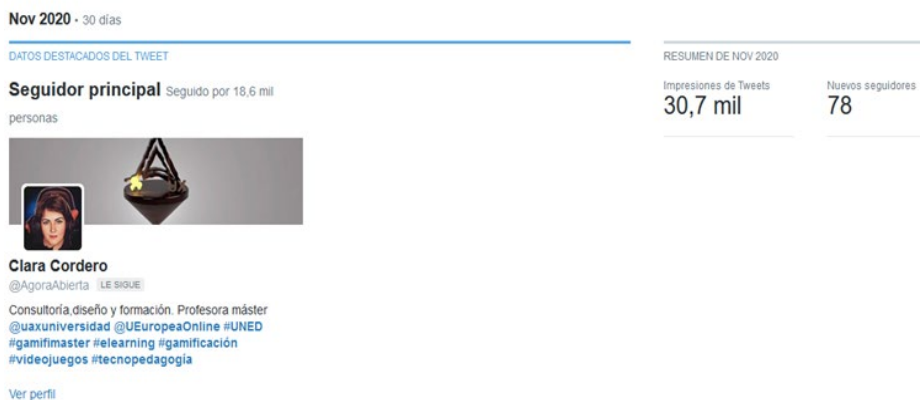 Nov 2020 · 30 días
DATOS DESTACADOS DEL TWEET
Seguidor principal Seguido por 18,6 mil
personas
Clara Cordero
@AgoraAbierta LE SIGUE
Consultoría,diseño y formación. Profesora máster
@uaxuniversidad @UEuropeaOnline #UNED
#gamifimaster #elearning #gamificación
#videojuegos #tecnopedagogía
Ver perfil
RESUMEN DE NOV 2020
Impresiones de Tweets
30,7 mil
Nuevos seguidores
78